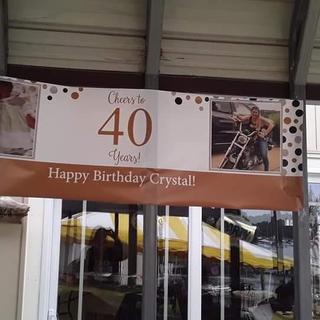 Cheers to
40
Years!
Happy Birthday Crystal!